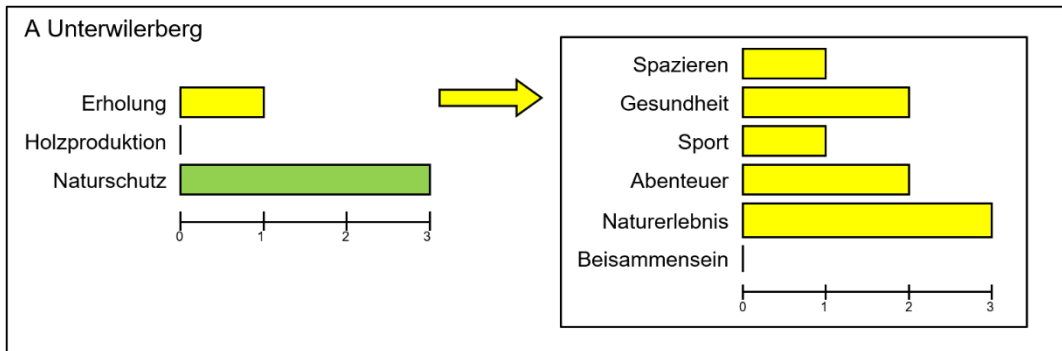 A Unterwilerberg
Erholung
Holzproduktion
Naturschutz
0 1 2 3
Spazieren
Gesundheit
Sport
Abenteuer
Naturerlebnis
Beisammensein
0 1 2 3